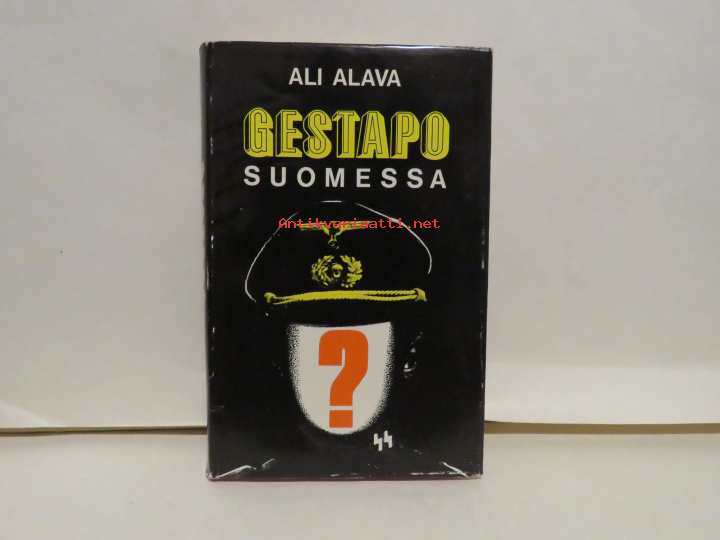 ALI ALAVA
GESTAPO
SUOMESSA
Antikvariaatti.net
?